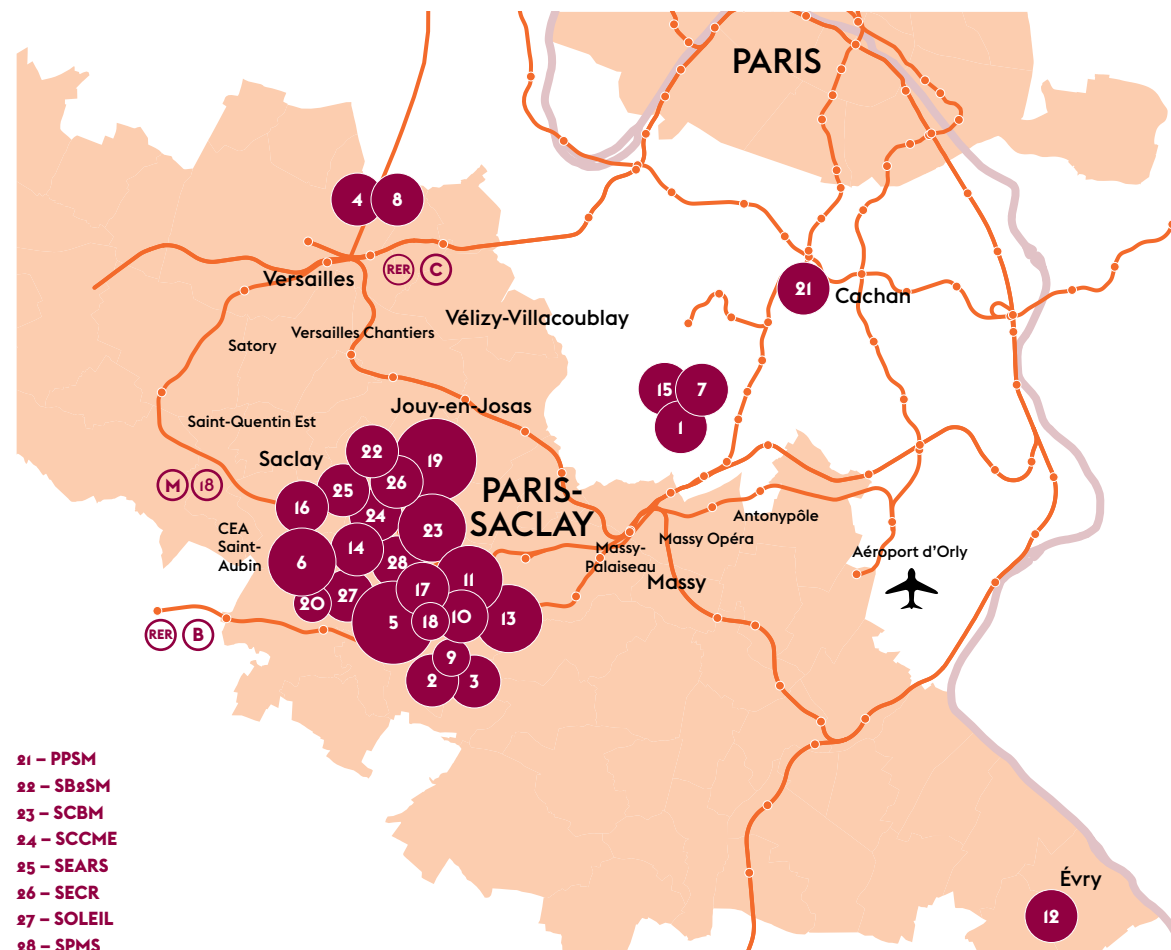 PARIS
4
8
RER C
Versailles
21
Cachan
Vélizy-Villacoublay
Versailles Chantiers
Satory
15
7
1
Jouy-en-Josas
Saint-Quentin Est
Saclay
22
19
26
M 18
25
16
24
23
PARIS-
SACLAY
Antonypôle
CEA
Saint-
Aubin
Massy Opéra
Massy-
Palaiseau
Massy
Aéroport d’Orly
14
6
28
11
17
27
20
5
18
10
13
RER B
9
2
3
21 – PPSM
22 – SB2SM
23 – SCBM
24 – SCCME
25 – SEARS
26 – SECR
27 – SOLEIL
28 – SPMS
Évry
12